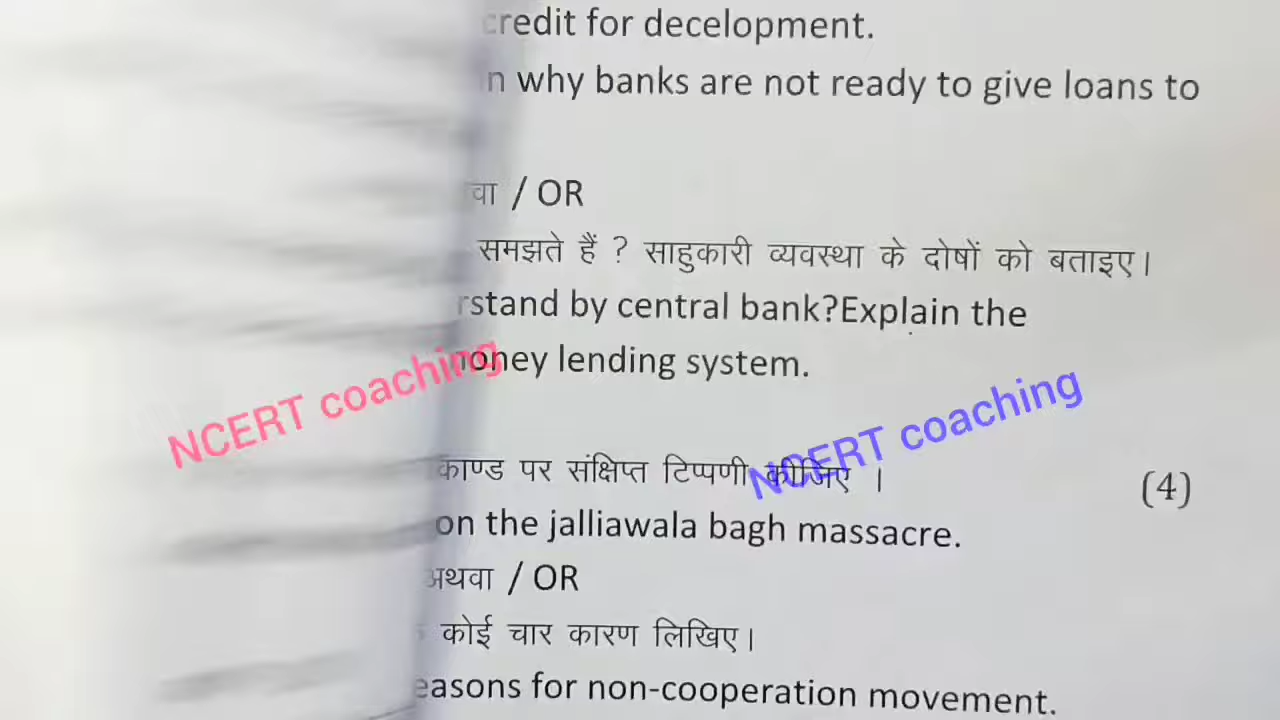 credit for decelopment.
why banks are not ready to give loans to
/ OR
समझते हैं ? साहुकारी व्यवस्था के दोषों को बताइए।
rstand by central bank?Explain the
money lending system.
NCERT coaching
NCERT coaching
काण्ड पर संक्षिप्त टिप्पणी कीजिए ।
(4)
on the jalliawala bagh massacre.
अथवा / OR
कोई चार कारण लिखिए।
easons for non-cooperation movement.